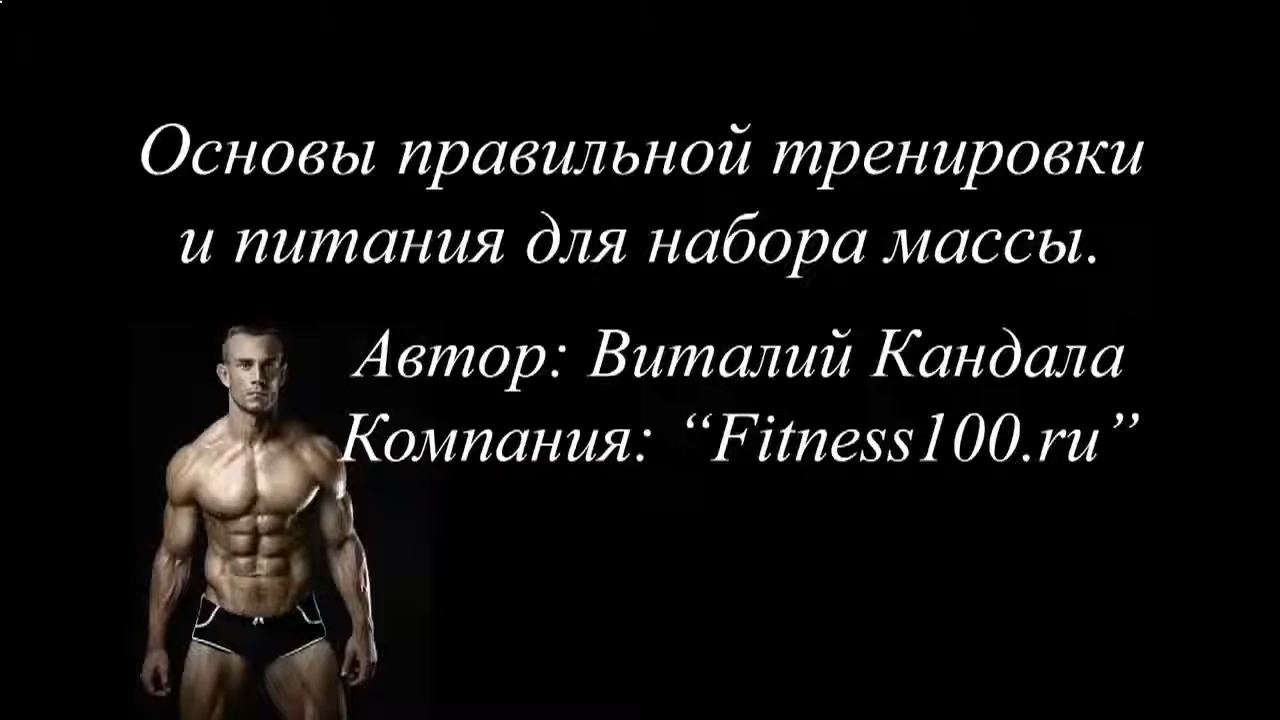 Основы правильной тренировки
и питания для набора массы.
Автор: Виталий Кандала
Компания: “Fitness100.ru”